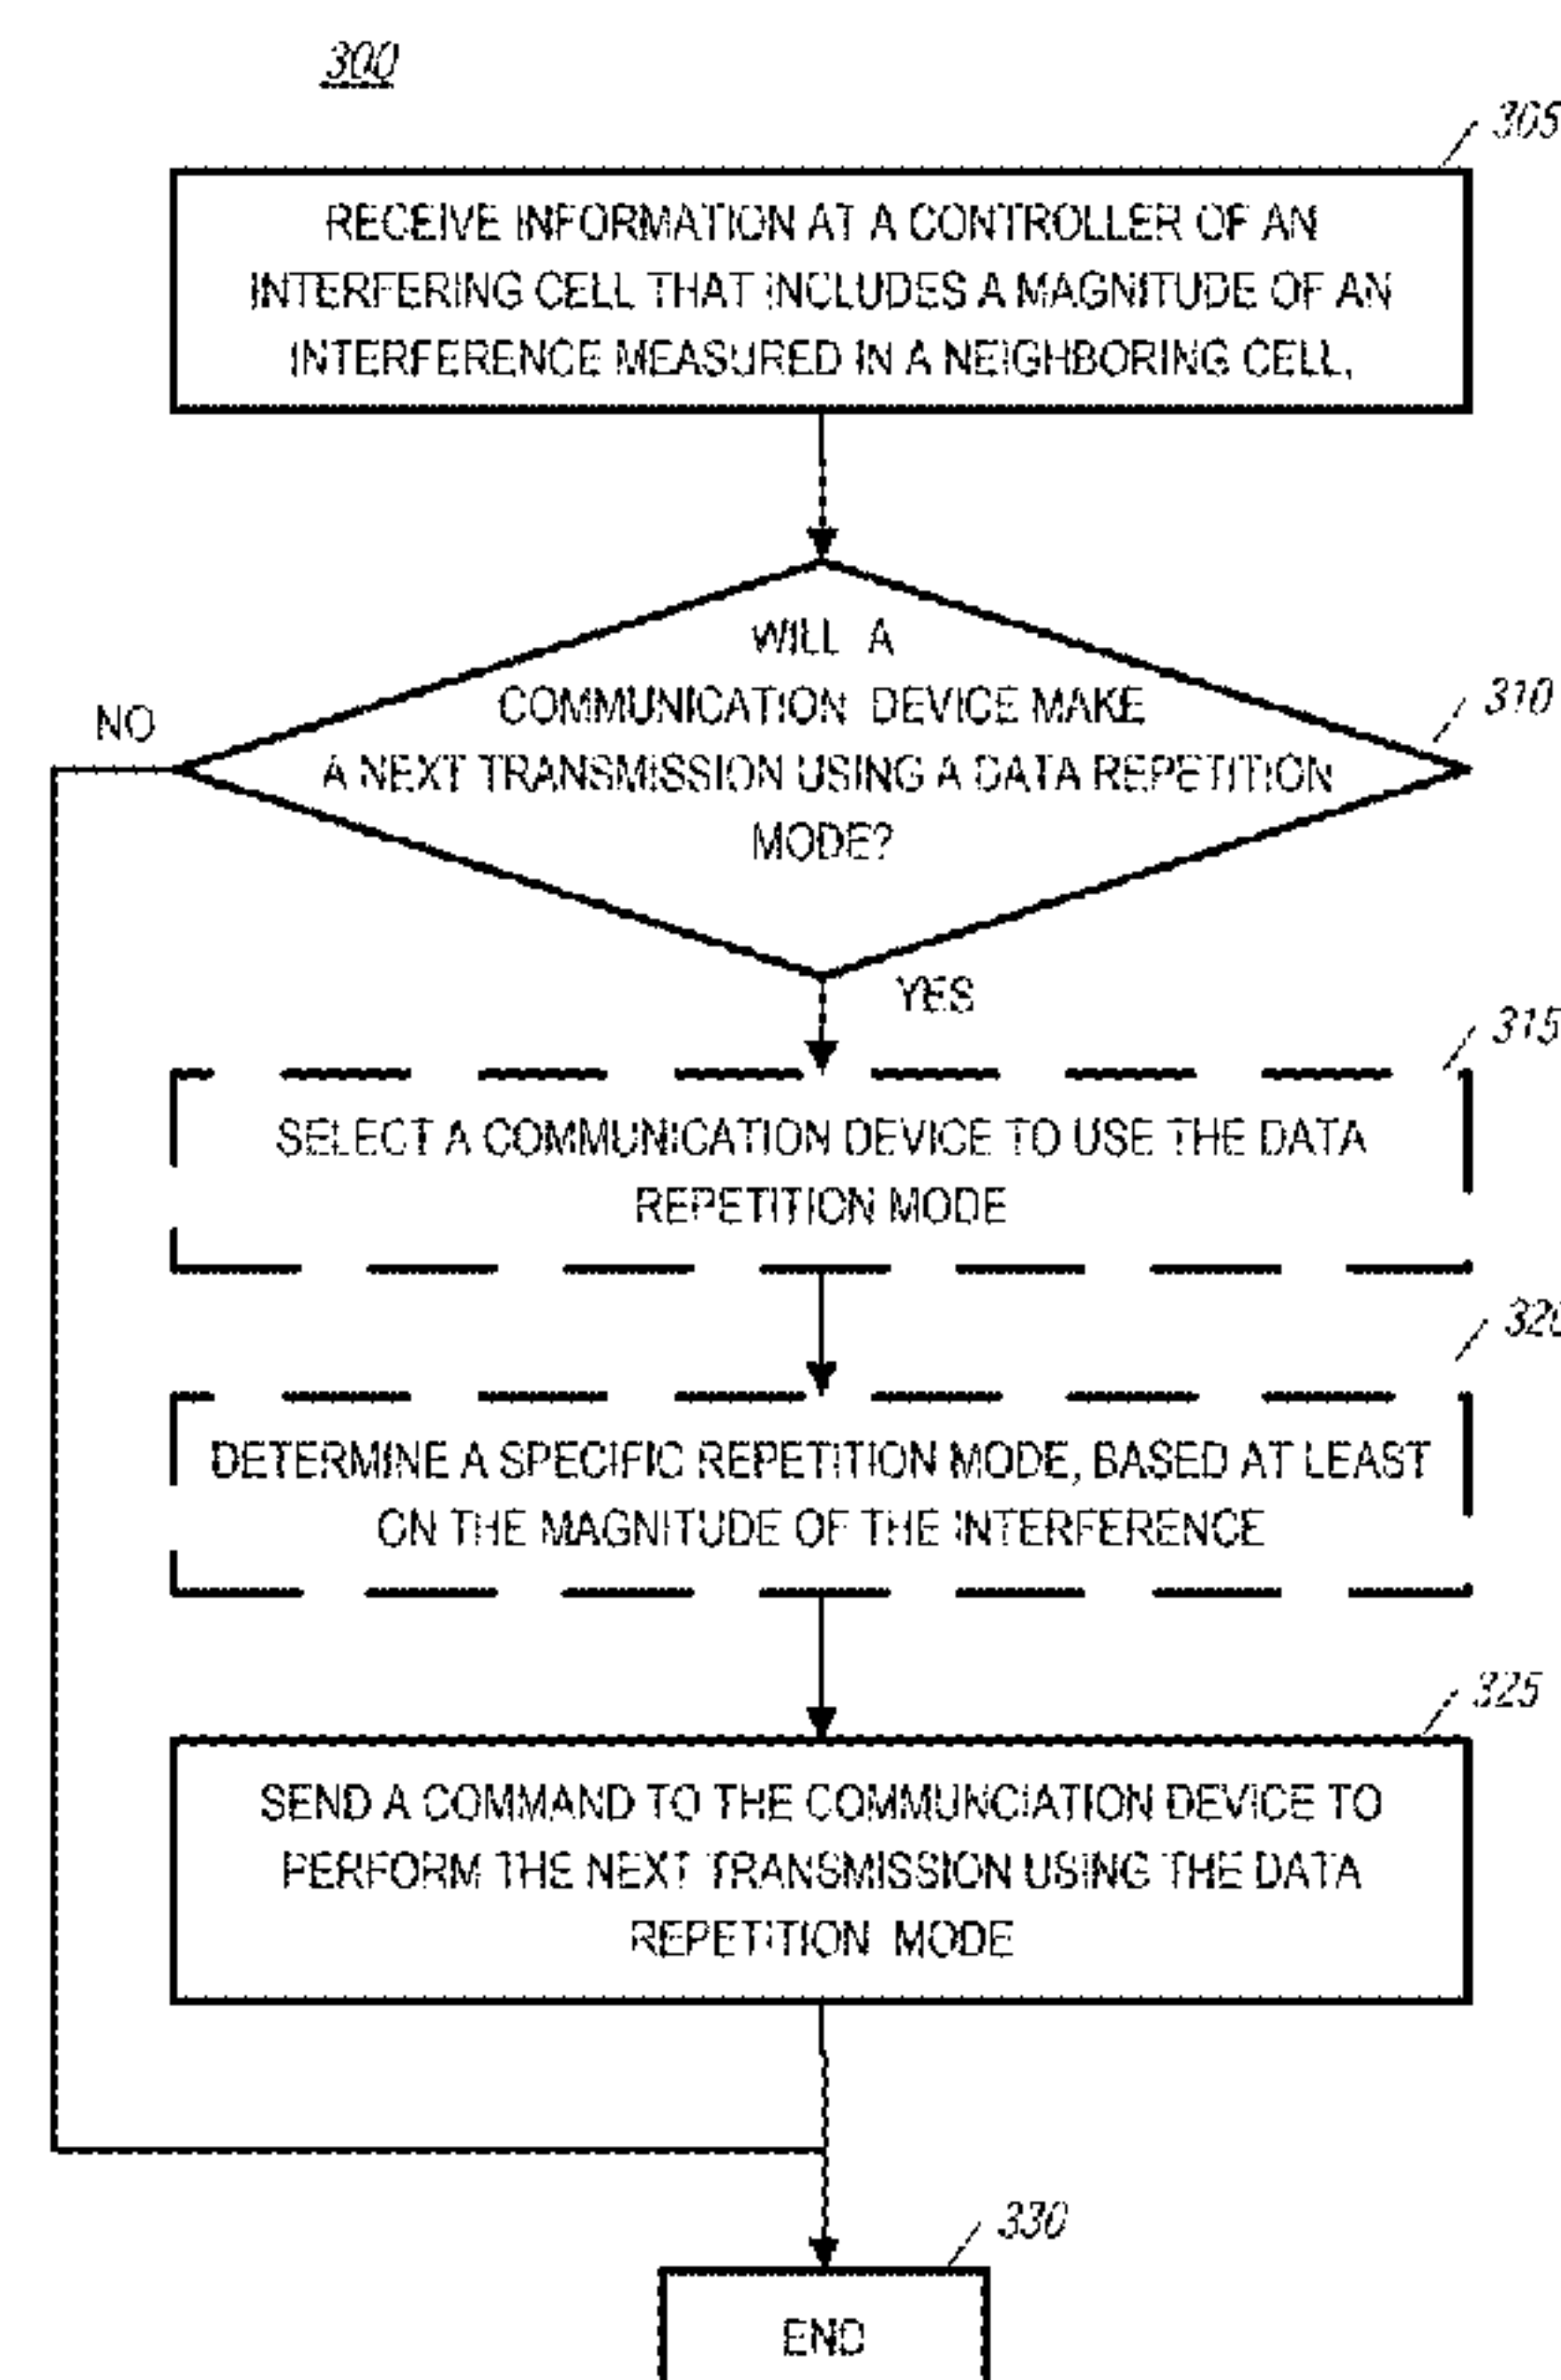 300
305
RECEIVE INFORMATION AT A CONTROLLER OF AN
INTERFERING CELL THAT INCLUDES A MAGNITUDE OF AN
INTERFERENCE MEASURED IN A NEIGHBORING CELL,
WILL A
COMMUNICATION DEVICE MAKE
A NEXT TRANSMISSION USING A DATA REPETITION
MODE?
310
NO
YES
315
SELECT A COMMUNICATION DEVICE TO USE THE DATA
REPETITION MODE
320
DETERMINE A SPECIFIC REPETITION MODE, BASED AT LEAST
ON THE MAGNITUDE OF THE INTERFERENCE
325
SEND A COMMAND TO THE COMMUNCIATION DEVICE TO
PERFORM THE NEXT TRANSMISSION USING THE DATA
REPETITION MODE
330
END